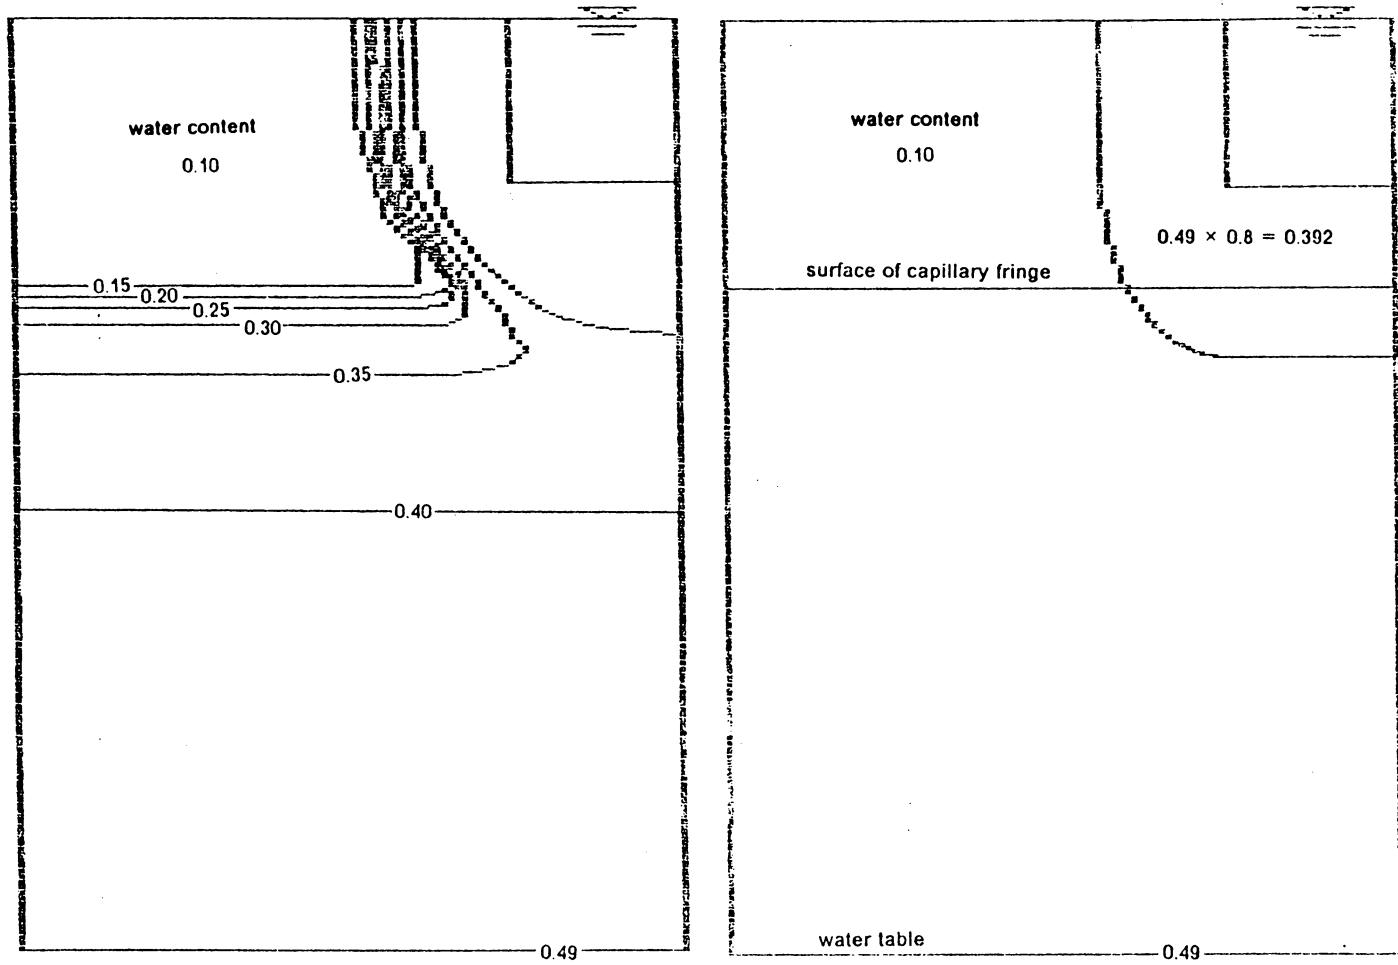 water content
0.10
0.15
0.20
0.25
0.30
0.35
0.40
0.49
water content
0.10
0.49 × 0.8 = 0.392
surface of capillary fringe
water table
0.49